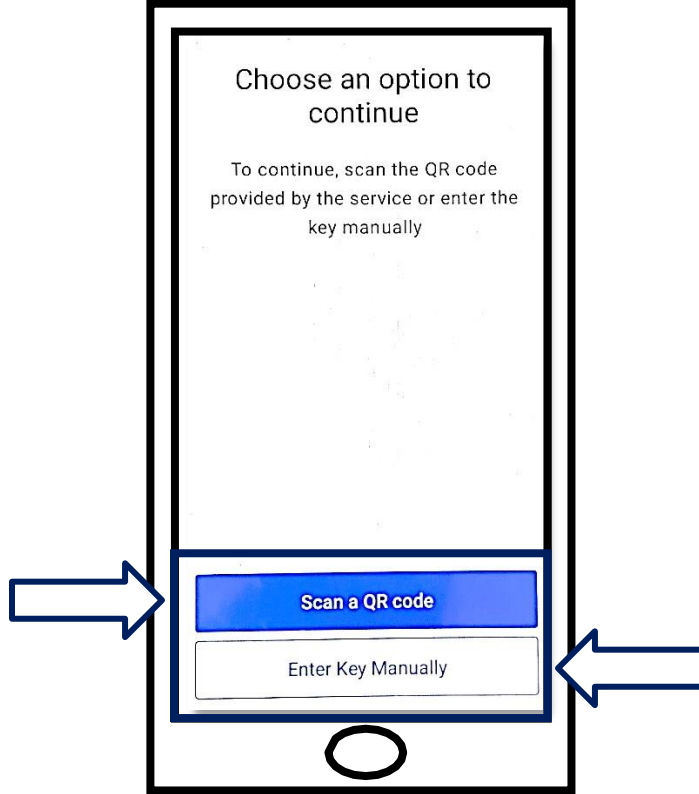 Choose an option to
continue
To continue, scan the QR code
provided by the service or enter the
key manually
Scan a QR code
Enter Key Manually